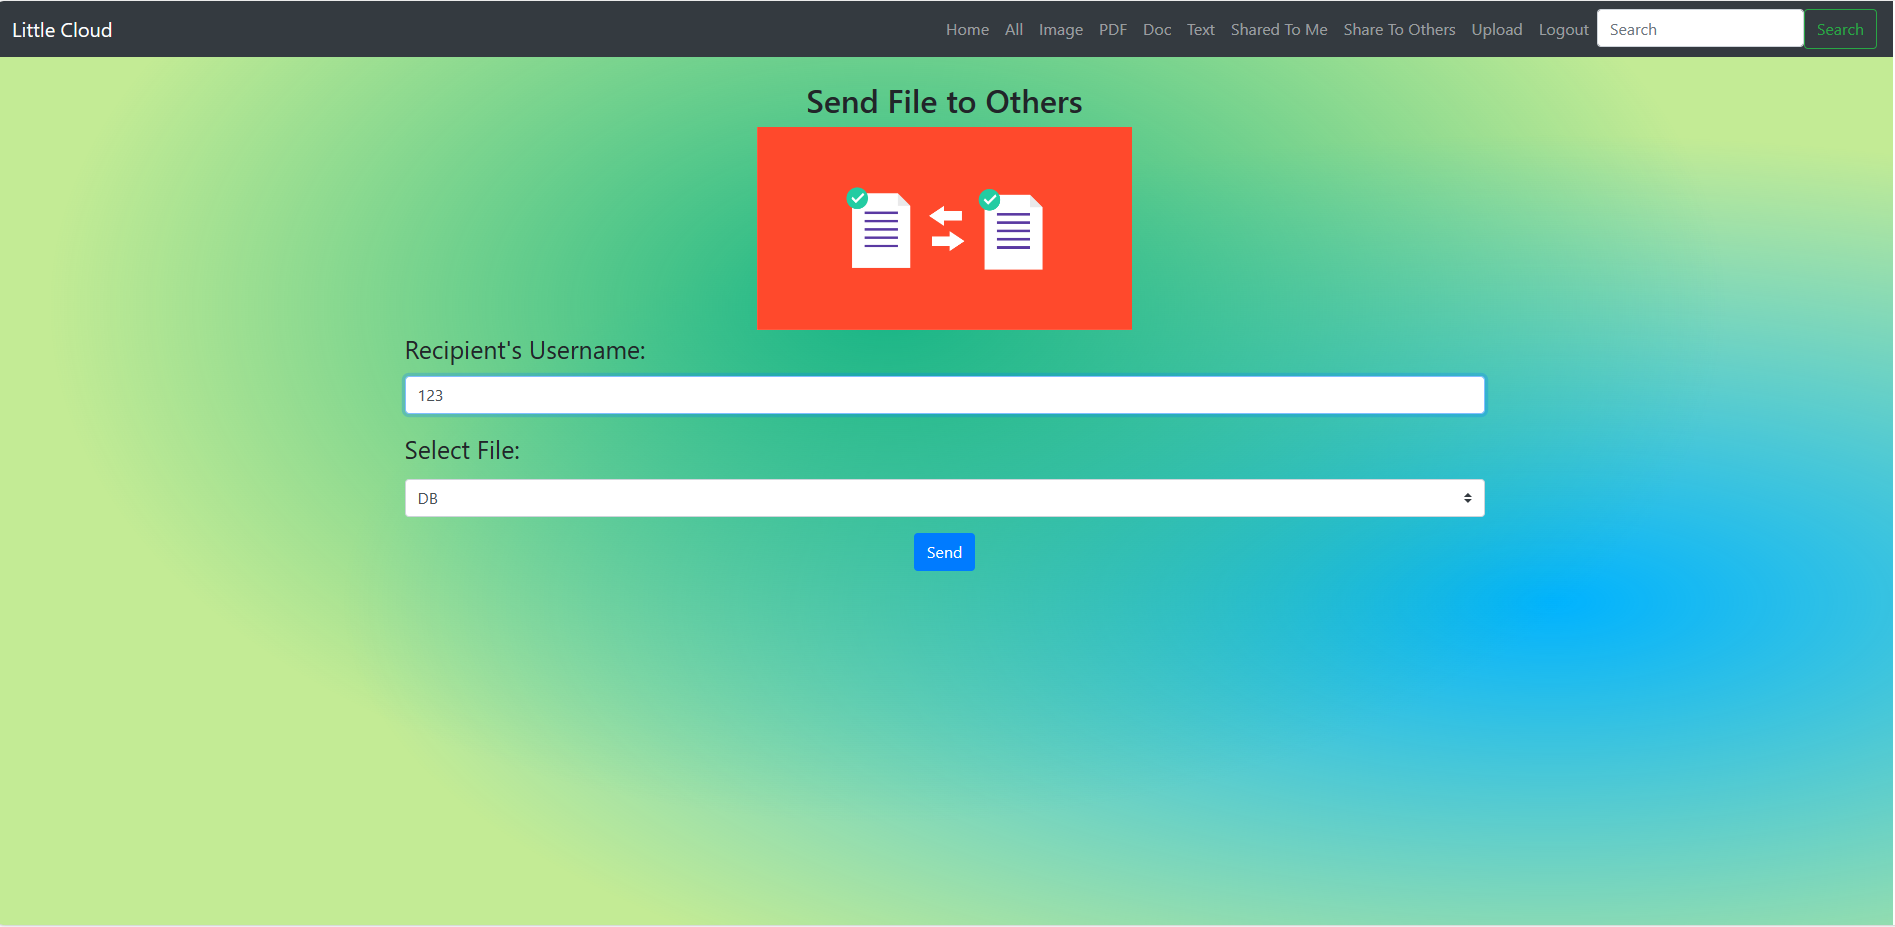 Little Cloud
Home All Image PDF Doc Text Shared To Me Share To Others Upload Logout Search Search
Send File to Others
Recipient's Username:
123
Select File:
DB
Send